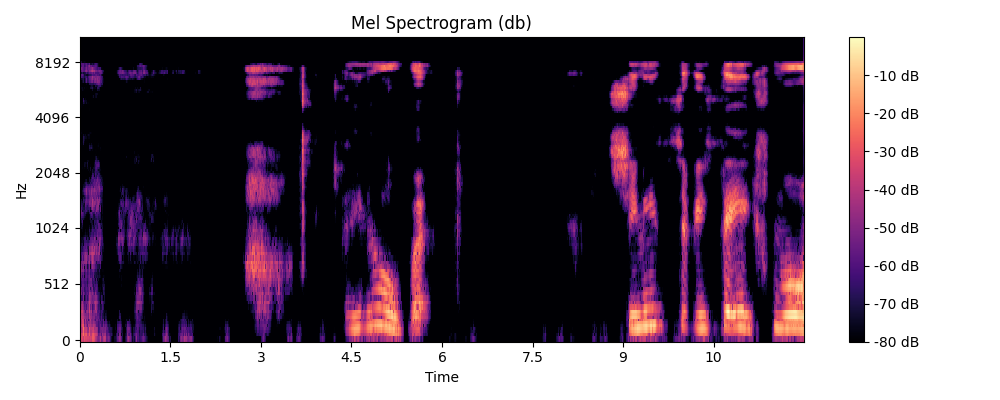 Mel Spectrogram (db)
8192
4096
2048
1024
512
0
Hz
0 1.5 3 4.5 6 7.5 9 10
Time
-10 dB
-20 dB
-30 dB
-40 dB
-50 dB
-60 dB
-70 dB
-80 dB